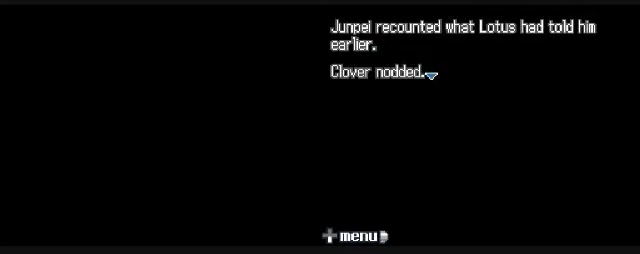 Junpei recounted what Lotus had told him
earlier.
Clover nodded.
menu